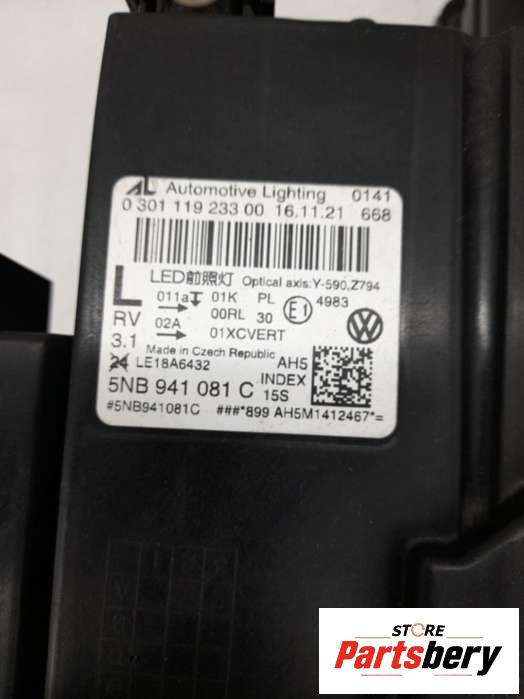 AL Automotive Lighting 0141
0 301 119 233 00 16.11.21 668
LED前照灯 Optical axis:Y-590,Z794
L 011aT 01K PL E1 4983
RV 02A 00RL 30
3.1 01XCVERT
Made in Czech Republic AH5
24 LE18A6432
5NB 941 081 C INDEX 15S
#5NB941081C ###*899 AH5M1412467*=
STORE
Partsbery